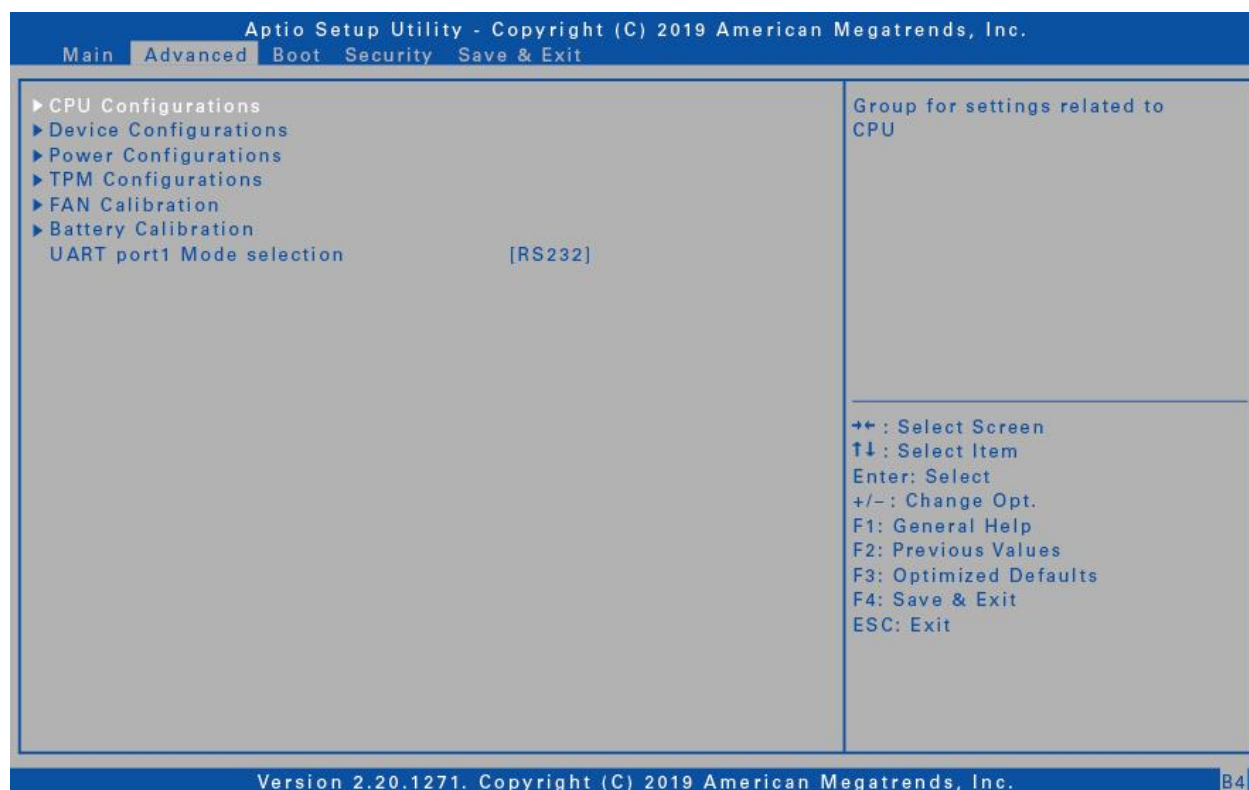 Aptio Setup Utility - Copyright (C) 2019 American Megatrends, Inc.
Main Advanced Boot Security Save & Exit
▶ CPU Configurations
▶ Device Configurations
▶ Power Configurations
▶ TPM Configurations
▶ FAN Calibration
▶ Battery Calibration
UART port1 Mode selection [RS232]
Group for settings related to
CPU
→← : Select Screen
↑↓ : Select Item
Enter: Select
+/– : Change Opt.
F1: General Help
F2: Previous Values
F3: Optimized Defaults
F4: Save & Exit
ESC: Exit
Version 2.20.1271. Copyright (C) 2019 American Megatrends, Inc.
B4